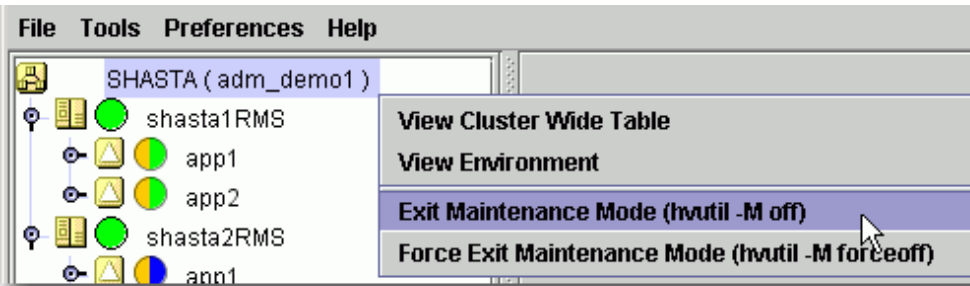 File Tools Preferences Help
SHASTA ( adm_demo1 )
shasta1RMS
View Cluster Wide Table
app1
View Environment
app2
Exit Maintenance Mode (hvutil -M off)
shasta2RMS
Force Exit Maintenance Mode (hvutil -M forceoff)
app1